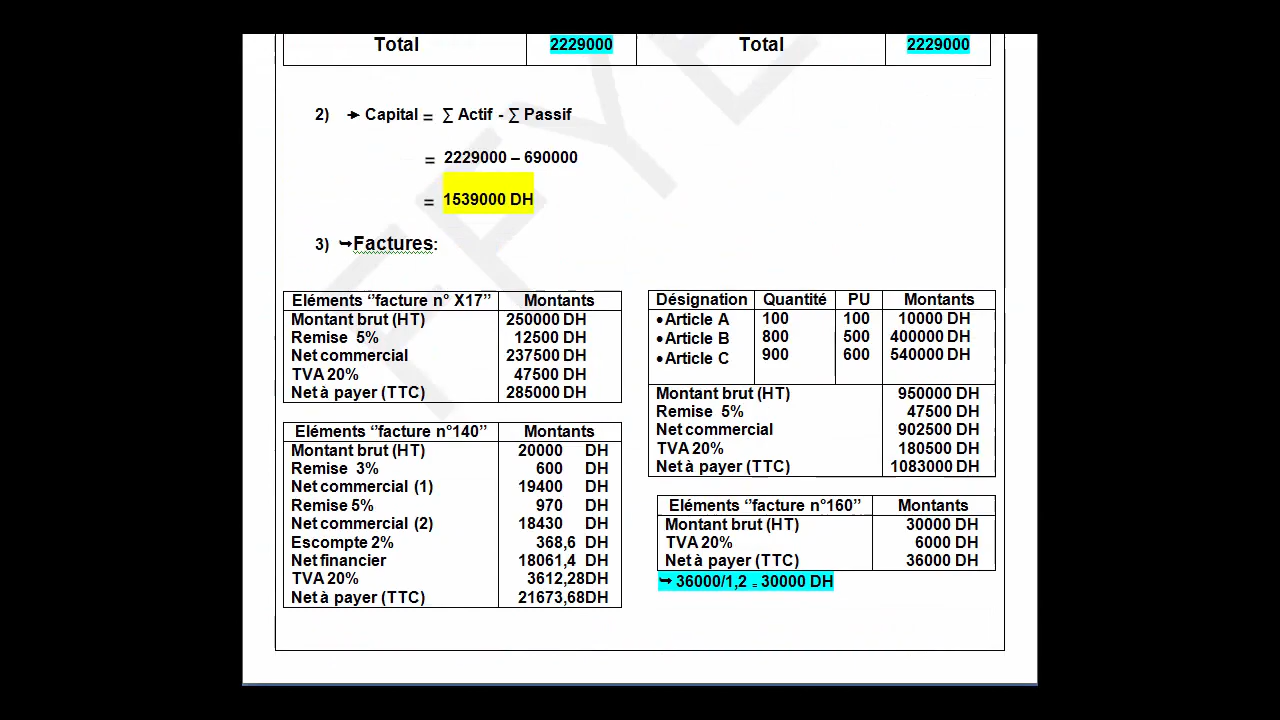 Total 2229000 Total 2229000
2) ➔ Capital = ∑ Actif - ∑ Passif
= 2229000 – 690000
= 1539000 DH
3) ↪Factures:
Eléments ‘’facture n° X17’’ Montants
Montant brut (HT) 250000 DH
Remise 5% 12500 DH
Net commercial 237500 DH
TVA 20% 47500 DH
Net à payer (TTC) 285000 DH
Eléments ‘’facture n°140’’ Montants
Montant brut (HT) 20000 DH
Remise 3% 600 DH
Net commercial (1) 19400 DH
Remise 5% 970 DH
Net commercial (2) 18430 DH
Escompte 2% 368,6 DH
Net financier 18061,4 DH
TVA 20% 3612,28DH
Net à payer (TTC) 21673,68DH
Désignation Quantité PU Montants
•Article A 100 100 10000 DH
•Article B 800 500 400000 DH
•Article C 900 600 540000 DH
Montant brut (HT) 950000 DH
Remise 5% 47500 DH
Net commercial 902500 DH
TVA 20% 180500 DH
Net à payer (TTC) 1083000 DH
Eléments ‘’facture n°160’’ Montants
Montant brut (HT) 30000 DH
TVA 20% 6000 DH
Net à payer (TTC) 36000 DH
↪ 36000/1,2 = 30000 DH